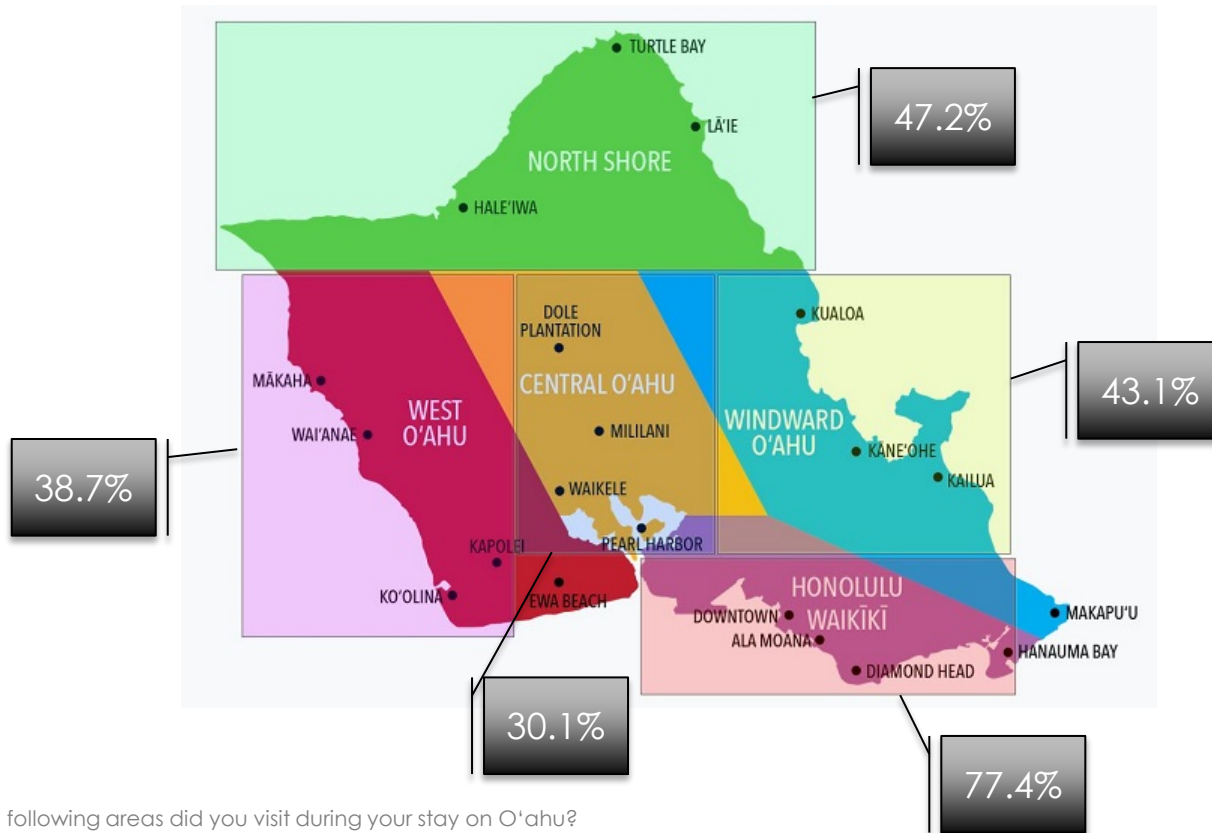 TURTLE BAY
47.2%
LĀ'IE
NORTH SHORE
HALE'IWA
DOLE
PLANTATION
KUALOA
MĀKAHA
CENTRAL O'AHU
43.1%
WEST
O'AHU
WINDWARD
O'AHU
WAI'ANAE
MILILANI
KĀNE'OHE
38.7%
WAIKELE
KAILUA
PEARL HARBOR
KAPOLEI
KO'OLINA
EWA BEACH
HONOLULU
WAIKĪKĪ
DOWNTOWN
MAKAPU'U
ALA MOANA
HANAUMA BAY
DIAMOND HEAD
30.1%
77.4%
following areas did you visit during your stay on O‘ahu?